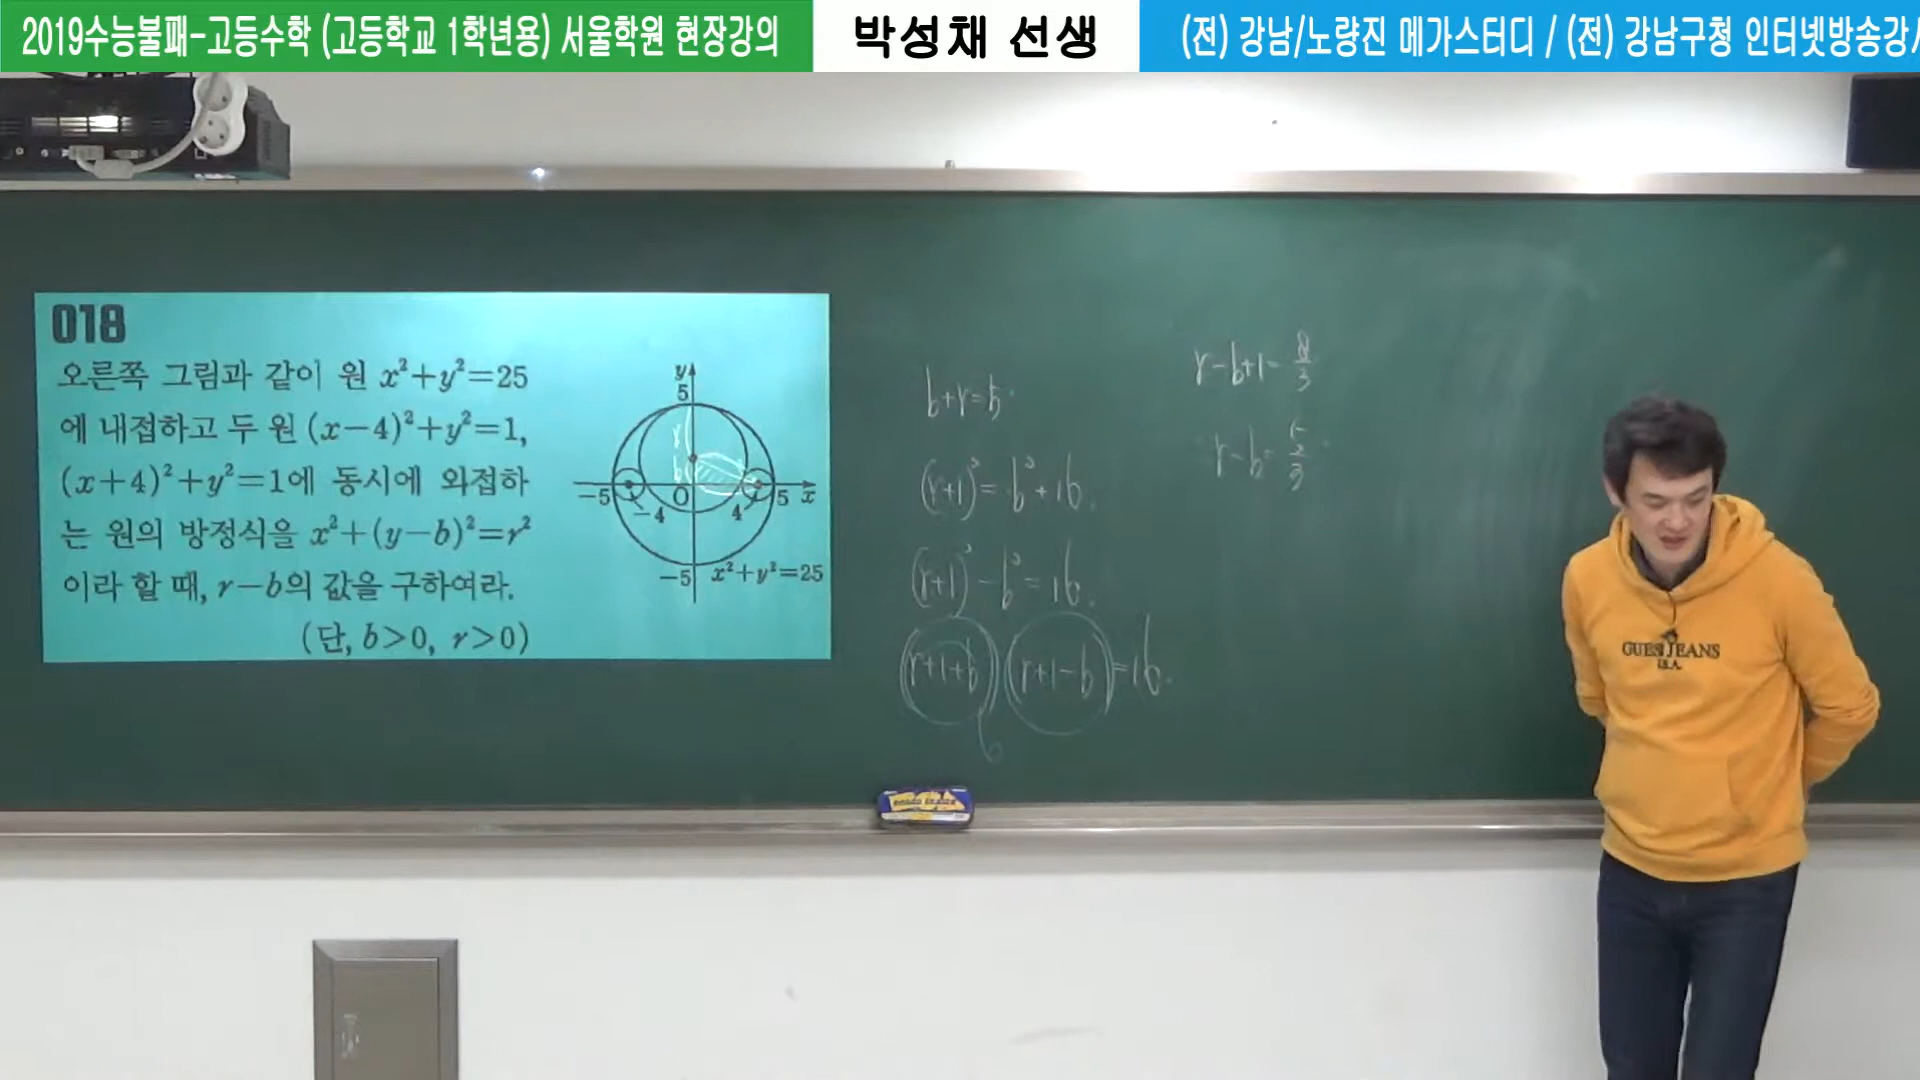 2019수능불패-고등수학 (고등학교 1학년용) 서울학원 현장강의
박성채 선생
(전) 강남/노량진 메가스터디 / (전) 강남구청 인터넷방송강사
018
오른쪽 그림과 같이 원 x²+y²=25
에 내접하고 두 원 (x-4)²+y²=1,
(x+4)²+y²=1에 동시에 외접하
는 원의 방정식을 x²+(y-b)²=r²
이라 할 때, r-b의 값을 구하여라.
(단, b>0, r>0)
y
5
-5
-4
O
4
5
x
-5
x²+y²=25
b+r=5.
(r+1)²=b²+16.
(r+1)²-b²=16.
(r+1+b)(r+1-b)=16.
6
r-b+1=8/3
r-b=5/3
GUESS JEANS
U.S.A.